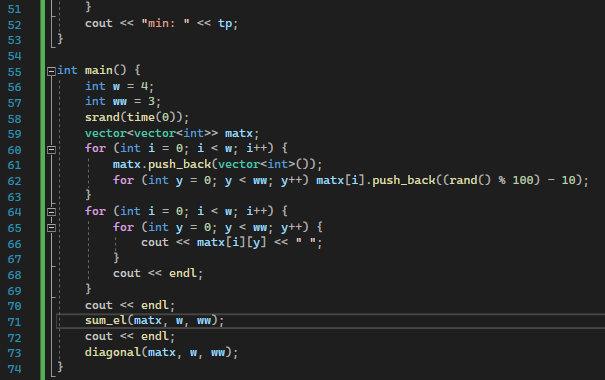 51 }
52 cout << "min: " << tp;
53 }
54
55 int main() {
56 int w = 4;
57 int ww = 3;
58 srand(time(0));
59 vector<vector<int>> matx;
60 for (int i = 0; i < w; i++) {
61 matx.push_back(vector<int>());
62 for (int y = 0; y < ww; y++) matx[i].push_back((rand() % 100) - 10);
63 }
64 for (int i = 0; i < w; i++) {
65 for (int y = 0; y < ww; y++) {
66 cout << matx[i][y] << " ";
67 }
68 cout << endl;
69 }
70 cout << endl;
71 sum_el(matx, w, ww);
72 cout << endl;
73 diagonal(matx, w, ww);
74 }